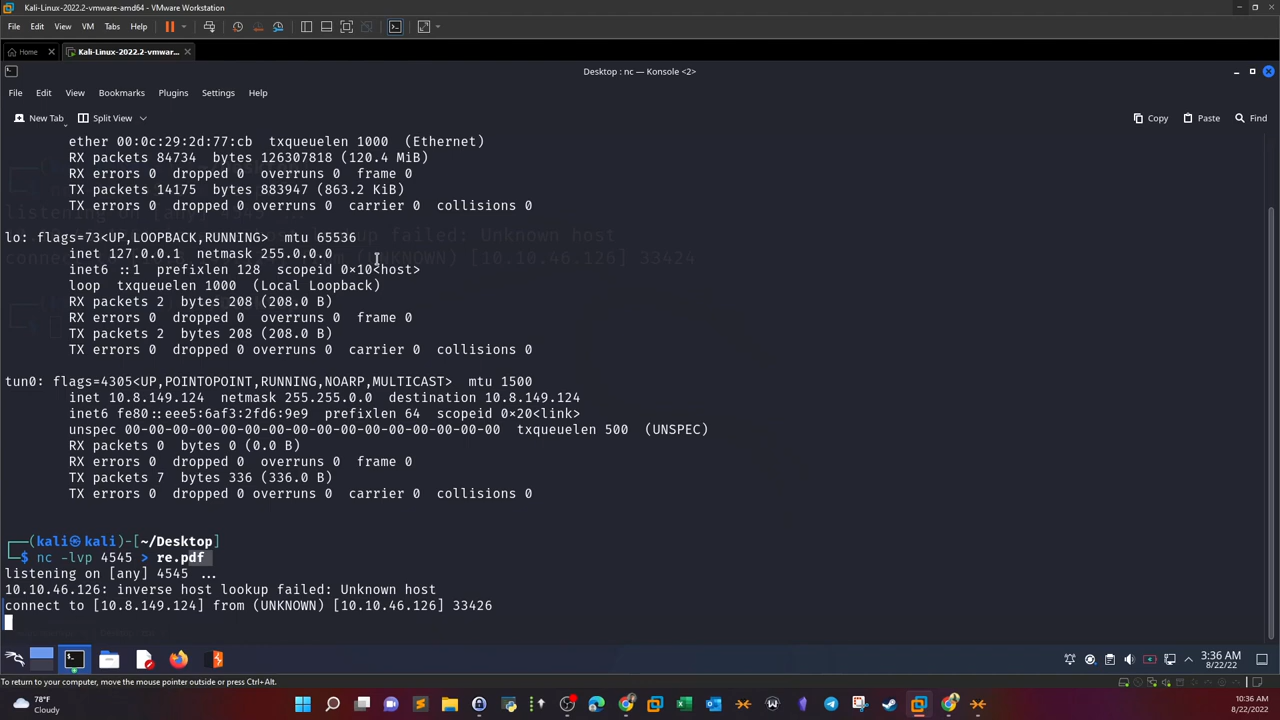 Kali-Linux-2022.2-vmware-amd64 - VMware Workstation
File Edit View VM Tabs Help
Home Kali-Linux-2022.2-vmwar...
Desktop : nc — Konsole <2>
File Edit View Bookmarks Plugins Settings Help
New Tab Split View Copy Paste Find
ether 00:0c:29:2d:77:cb txqueuelen 1000 (Ethernet)
RX packets 84734 bytes 126307818 (120.4 MiB)
RX errors 0 dropped 0 overruns 0 frame 0
TX packets 14175 bytes 883947 (863.2 KiB)
TX errors 0 dropped 0 overruns 0 carrier 0 collisions 0
lo: flags=73<UP,LOOPBACK,RUNNING> mtu 65536
inet 127.0.0.1 netmask 255.0.0.0
inet6 ::1 prefixlen 128 scopeid 0×10<host>
loop txqueuelen 1000 (Local Loopback)
RX packets 2 bytes 208 (208.0 B)
RX errors 0 dropped 0 overruns 0 frame 0
TX packets 2 bytes 208 (208.0 B)
TX errors 0 dropped 0 overruns 0 carrier 0 collisions 0
tun0: flags=4305<UP,POINTOPOINT,RUNNING,NOARP,MULTICAST> mtu 1500
inet 10.8.149.124 netmask 255.255.0.0 destination 10.8.149.124
inet6 fe80::eee5:6af3:2fd6:9e9 prefixlen 64 scopeid 0×20<link>
unspec 00-00-00-00-00-00-00-00-00-00-00-00-00-00-00-00 txqueuelen 500 (UNSPEC)
RX packets 0 bytes 0 (0.0 B)
RX errors 0 dropped 0 overruns 0 frame 0
TX packets 7 bytes 336 (336.0 B)
TX errors 0 dropped 0 overruns 0 carrier 0 collisions 0
┌──(kali㉿kali)-[~/Desktop]
└─$ nc -lvp 4545 > re.pdf
listening on [any] 4545 ...
10.10.46.126: inverse host lookup failed: Unknown host
connect to [10.8.149.124] from (UNKNOWN) [10.10.46.126] 33426
3:36 AM
8/22/22
To return to your computer, move the mouse pointer outside or press Ctrl+Alt.
78°F
Cloudy
10:36 AM
8/22/2022